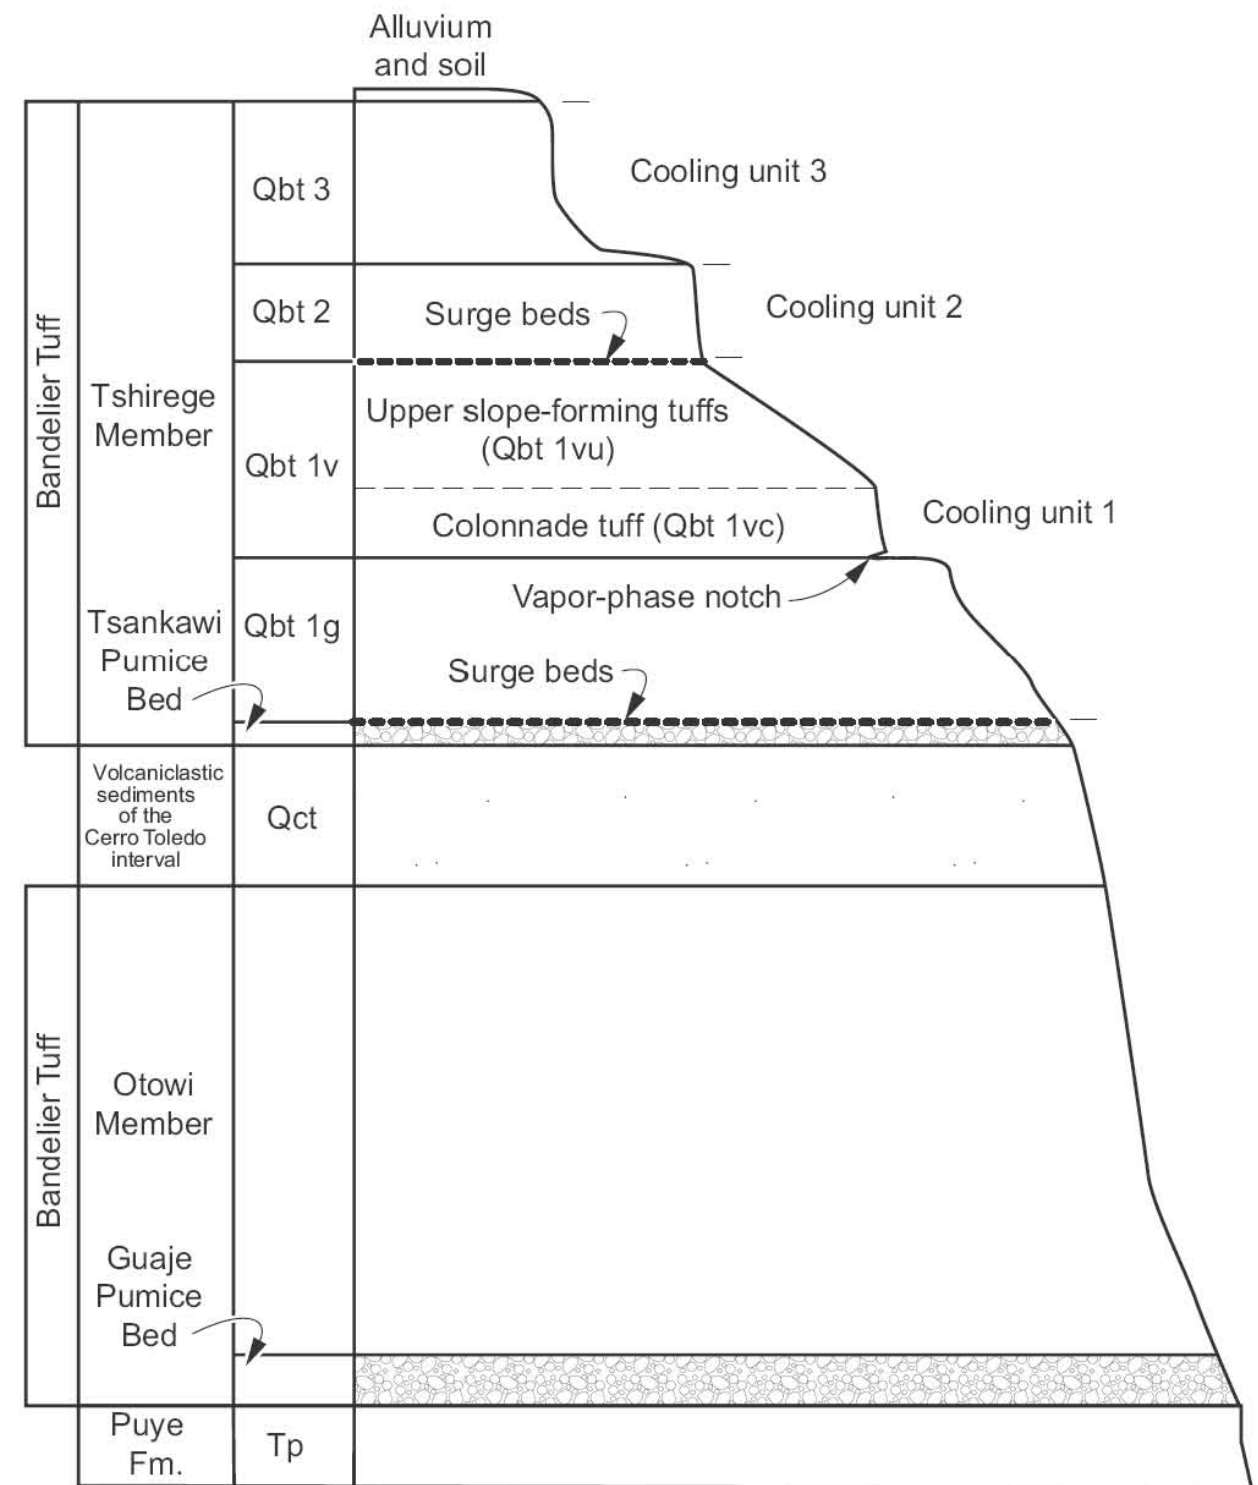 Alluvium
and soil
Bandelier Tuff
Tshirege
Member
Qbt 3
Cooling unit 3
Qbt 2
Surge beds
Cooling unit 2
Qbt 1v
Upper slope-forming tuffs
(Qbt 1vu)
Colonnade tuff (Qbt 1vc)
Cooling unit 1
Vapor-phase notch
Tsankawi
Pumice
Bed
Qbt 1g
Surge beds
Volcaniclastic
sediments
of the
Cerro Toledo
interval
Qct
Bandelier Tuff
Otowi
Member
Guaje
Pumice
Bed
Puye
Fm.
Tp